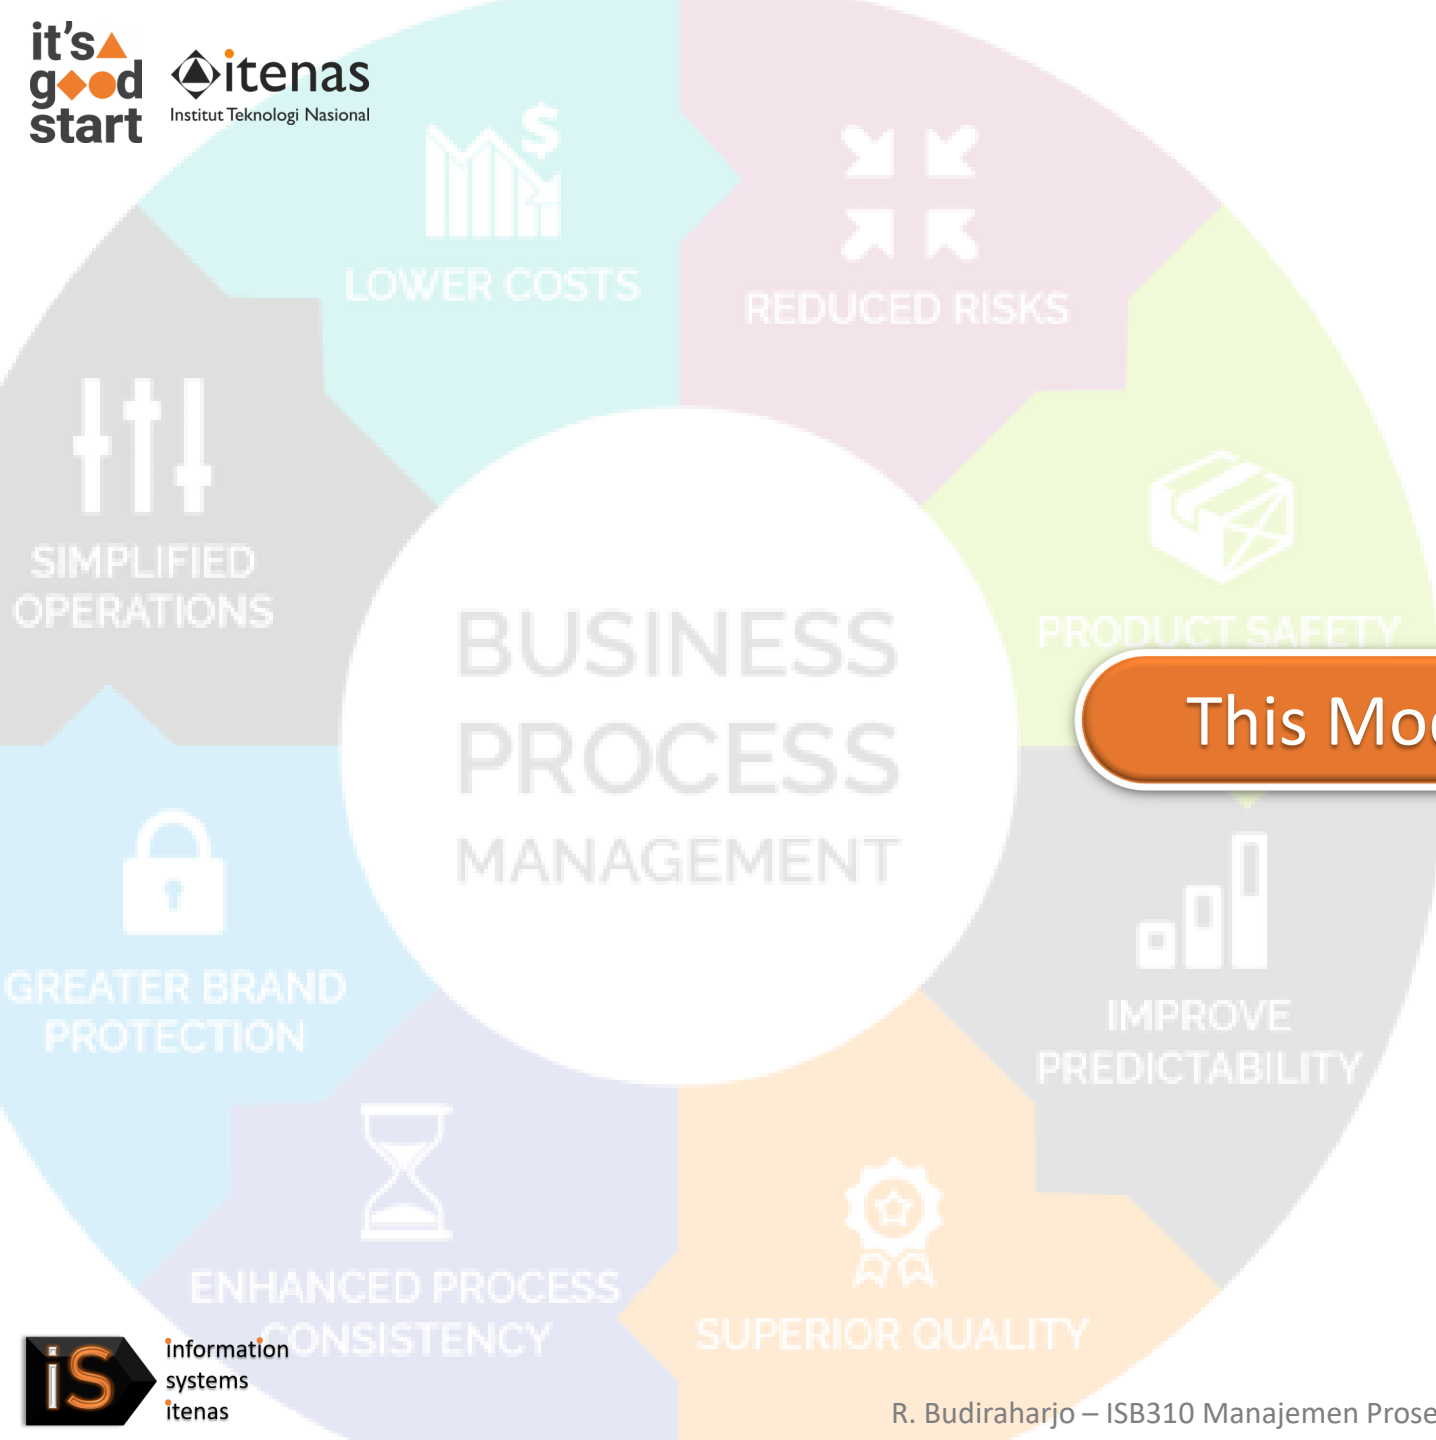 it's a
good
start
itenas
Institut Teknologi Nasional
LOWER COSTS
REDUCED RISKS
SIMPLIFIED
OPERATIONS
PRODUCT SAFETY
BUSINESS
PROCESS
MANAGEMENT
This Mod
GREATER BRAND
PROTECTION
IMPROVE
PREDICTABILITY
ENHANCED PROCESS
CONSISTENCY
SUPERIOR QUALITY
iS
information
systems
itenas
R. Budiraharjo – ISB310 Manajemen Prose